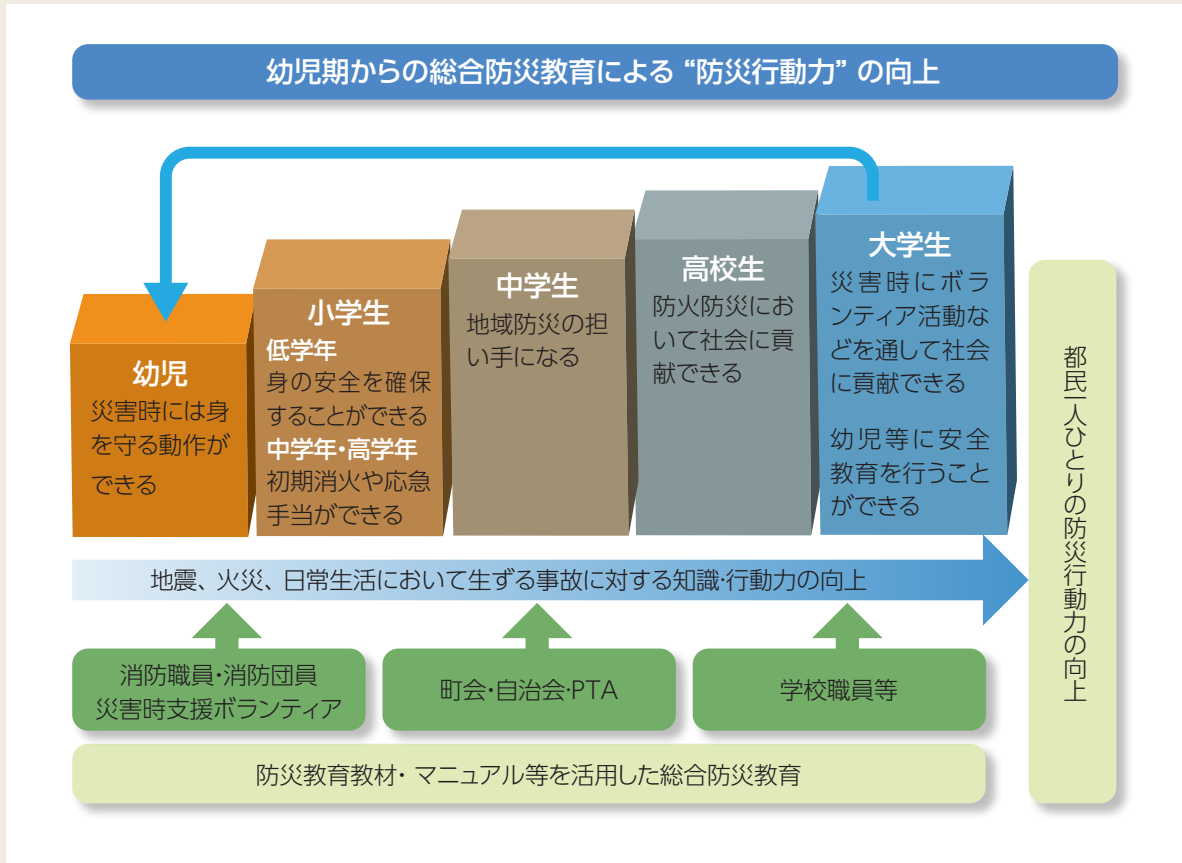 幼児期からの総合防災教育による “防災行動力” の向上
幼児
災害時には身
を守る動作が
できる
小学生
低学年
身の安全を確保
することができる
中学年・高学年
初期消火や応急
手当ができる
中学生
地域防災の担
い手になる
高校生
防火防災にお
いて社会に貢
献できる
大学生
災害時にボラ
ンティア活動な
どを通して社会
に貢献できる
幼児等に安全
教育を行うこと
ができる
地震、火災、日常生活において生ずる事故に対する知識・行動力の向上
消防職員・消防団員
災害時支援ボランティア
町会・自治会・PTA
学校職員等
防災教育教材・ マニュアル等を活用した総合防災教育
都民一人ひとりの防災行動力の向上